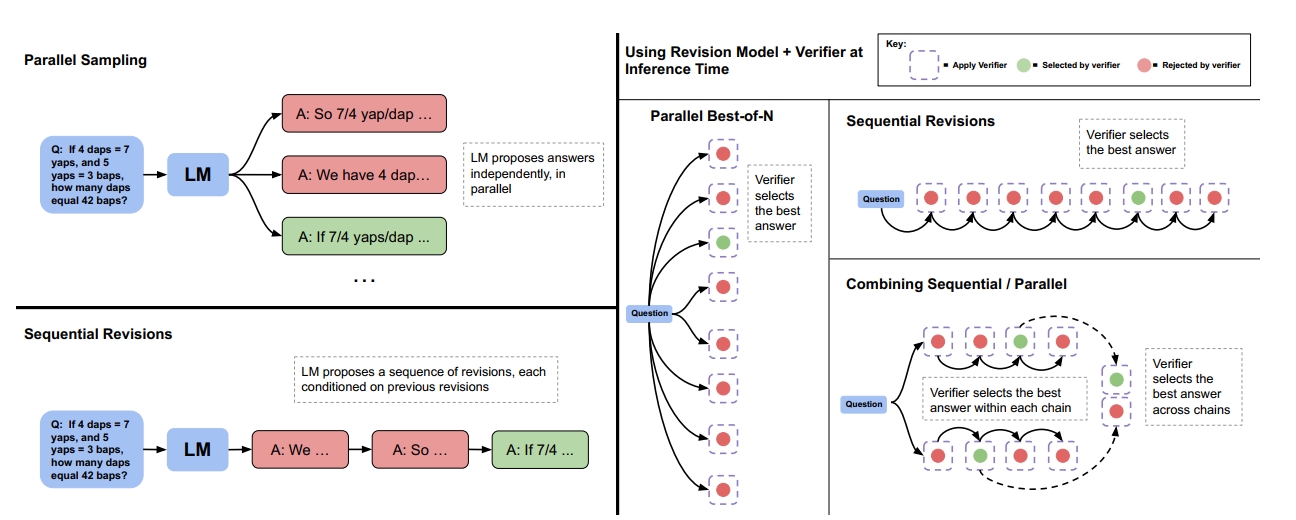 Parallel Sampling
Q: If 4 daps = 7
yaps, and 5
yaps = 3 baps,
how many daps
equal 42 baps?
LM
A: So 7/4 yap/dap …
A: We have 4 dap…
A: If 7/4 yaps/dap ...
LM proposes answers
independently, in
parallel
...
Sequential Revisions
LM proposes a sequence of revisions, each
conditioned on previous revisions
Q: If 4 daps = 7
yaps, and 5
yaps = 3 baps,
how many daps
equal 42 baps?
LM
A: We …
A: So …
A: If 7/4 ...
Using Revision Model + Verifier at
Inference Time
Key:
= Apply Verifier
= Selected by verifier
= Rejected by verifier
Parallel Best-of-N
Verifier
selects
the best
answer
Question
Sequential Revisions
Verifier selects
the best answer
Question
Combining Sequential / Parallel
Question
Verifier selects the best
answer within each chain
Verifier
selects the
best answer
across chains